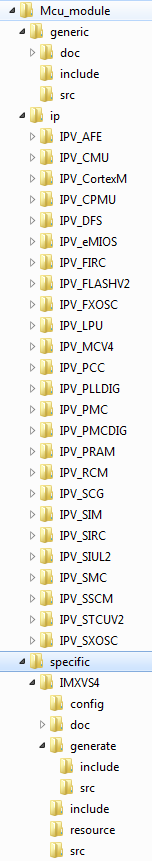 Mcu_module
generic
doc
include
src
ip
IPV_AFE
IPV_CMU
IPV_CortexM
IPV_CPMU
IPV_DFS
IPV_eMIOS
IPV_FIRC
IPV_FLASHV2
IPV_FXOSC
IPV_LPU
IPV_MCV4
IPV_PCC
IPV_PLLDIG
IPV_PMC
IPV_PMCDIG
IPV_PRAM
IPV_RCM
IPV_SCG
IPV_SIM
IPV_SIRC
IPV_SIUL2
IPV_SMC
IPV_SSCM
IPV_STCUV2
IPV_SXOSC
specific
IMXVS4
config
doc
generate
include
src
include
resource
src